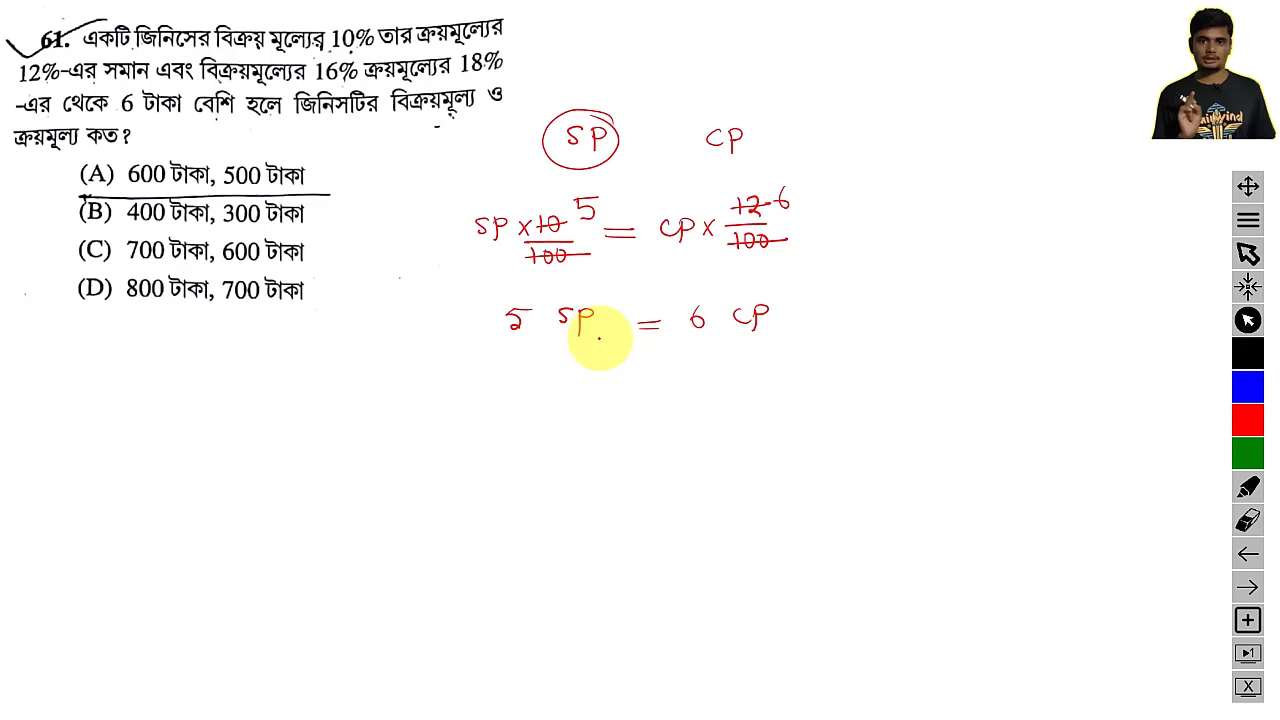 61. একটি জিনিসের বিক্রয় মূল্যের 10% তার ক্রয়মূল্যের
12%-এর সমান এবং বিক্রয়মূল্যের 16% ক্রয়মূল্যের 18%
-এর থেকে 6 টাকা বেশি হলে জিনিসটির বিক্রয়মূল্য ও
ক্রয়মূল্য কত?
(A) 600 টাকা, 500 টাকা
(B) 400 টাকা, 300 টাকা
(C) 700 টাকা, 600 টাকা
(D) 800 টাকা, 700 টাকা
SP CP
SP × 10/100 5 = CP × 12/100 6
5 SP = 6 CP